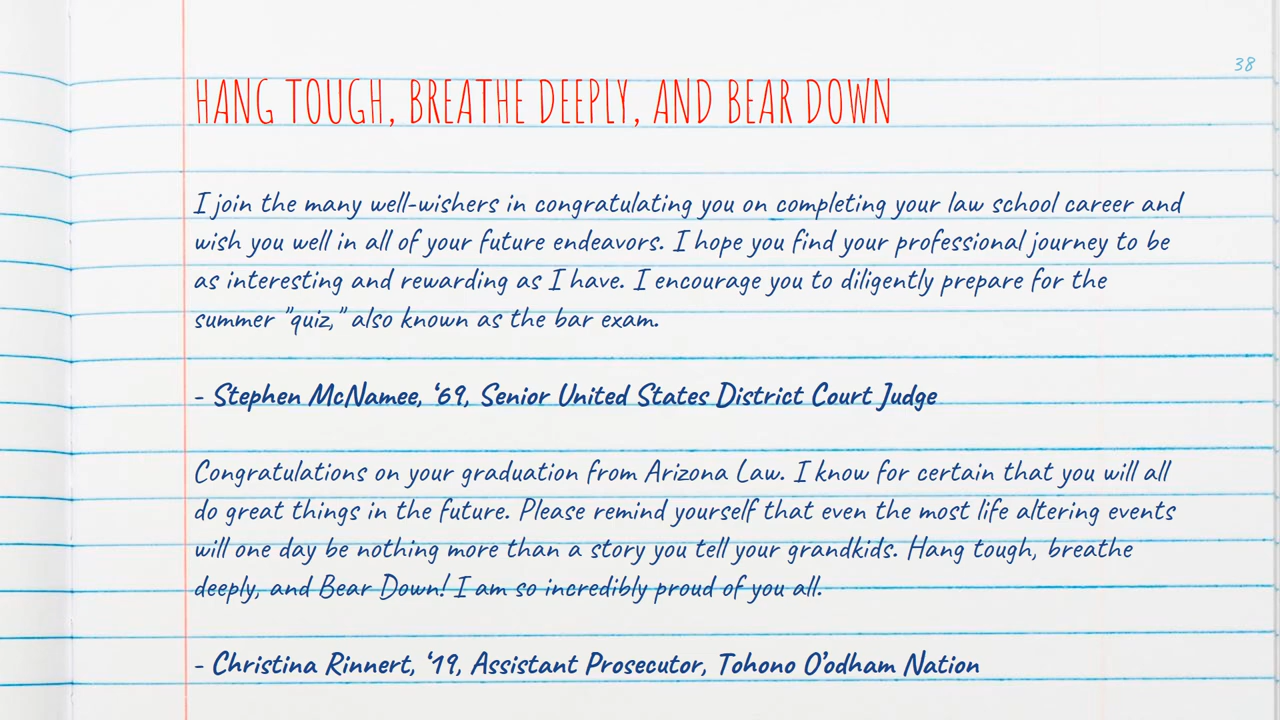 38
HANG TOUGH, BREATHE DEEPLY, AND BEAR DOWN
I join the many well-wishers in congratulating you on completing your law school career and
wish you well in all of your future endeavors. I hope you find your professional journey to be
as interesting and rewarding as I have. I encourage you to diligently prepare for the
summer "quiz," also known as the bar exam.
- Stephen McNamee, ‘69, Senior United States District Court Judge
Congratulations on your graduation from Arizona Law. I know for certain that you will all
do great things in the future. Please remind yourself that even the most life altering events
will one day be nothing more than a story you tell your grandkids. Hang tough, breathe
deeply, and Bear Down! I am so incredibly proud of you all.
- Christina Rinnert, ‘19, Assistant Prosecutor, Tohono O’odham Nation